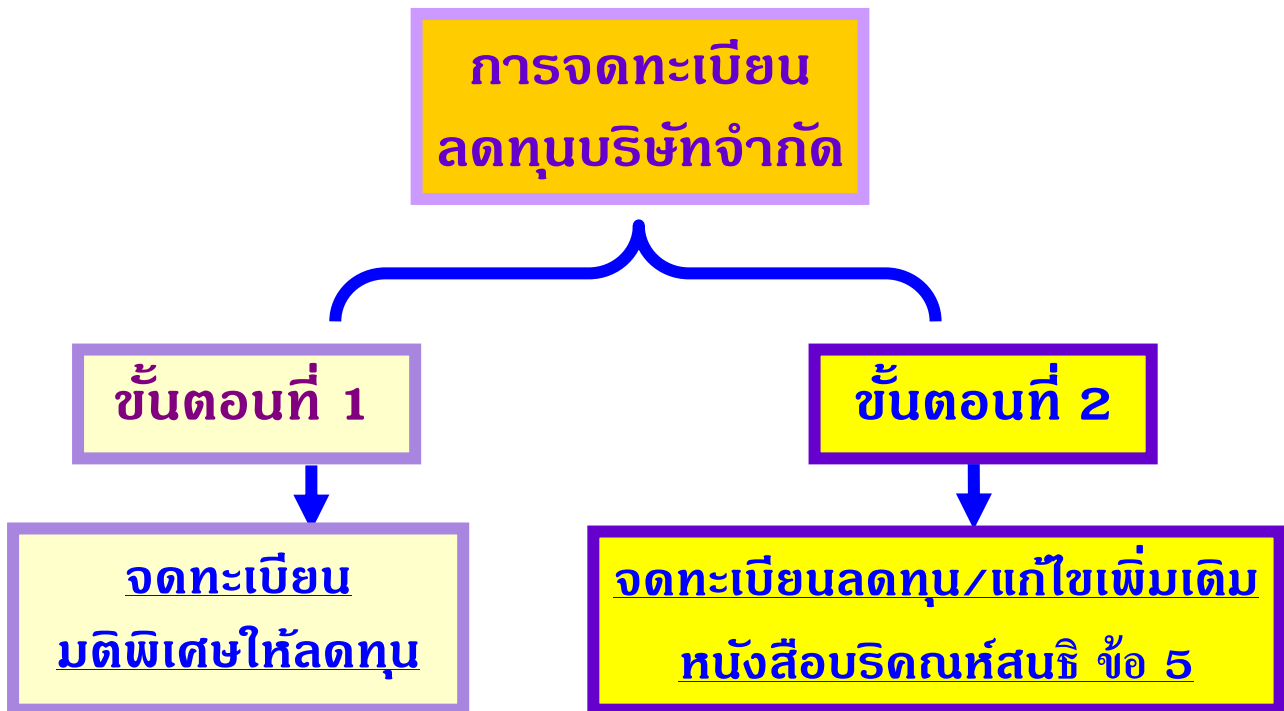 การจดทะเบียน
ลดทุนบริษัทจำกัด
ขั้นตอนที่ 1
ขั้นตอนที่ 2
จดทะเบียน
มติพิเศษให้ลดทุน
จดทะเบียนลดทุน/แก้ไขเพิ่มเติม
หนังสือบริคณห์สนธิ ข้อ 5